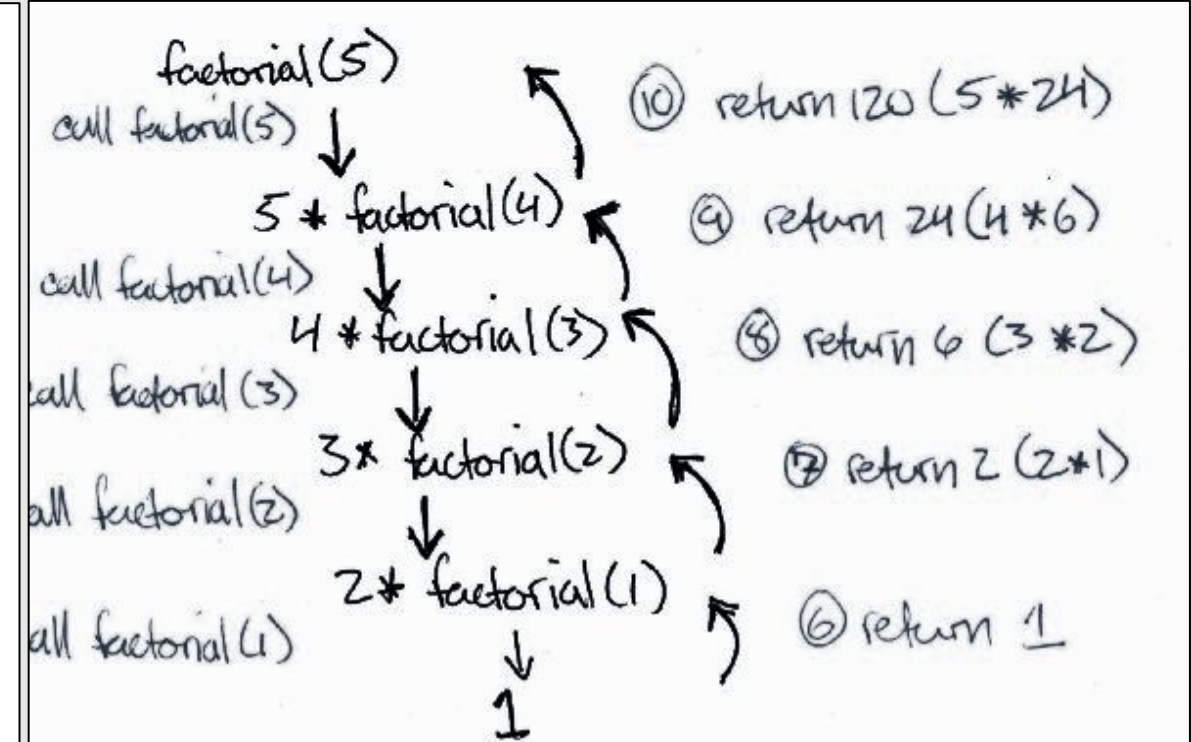 factorial(5)
⑩ return 120 (5*24)
call factorial(5)
5 * factorial(4)
⑨ return 24 (4*6)
call factorial(4)
4 * factorial(3)
⑧ return 6 (3*2)
call factorial(3)
3* factorial(2)
⑦ return 2 (2*1)
all factorial(2)
2* factorial(1)
⑥ return 1
all factorial(1)
1